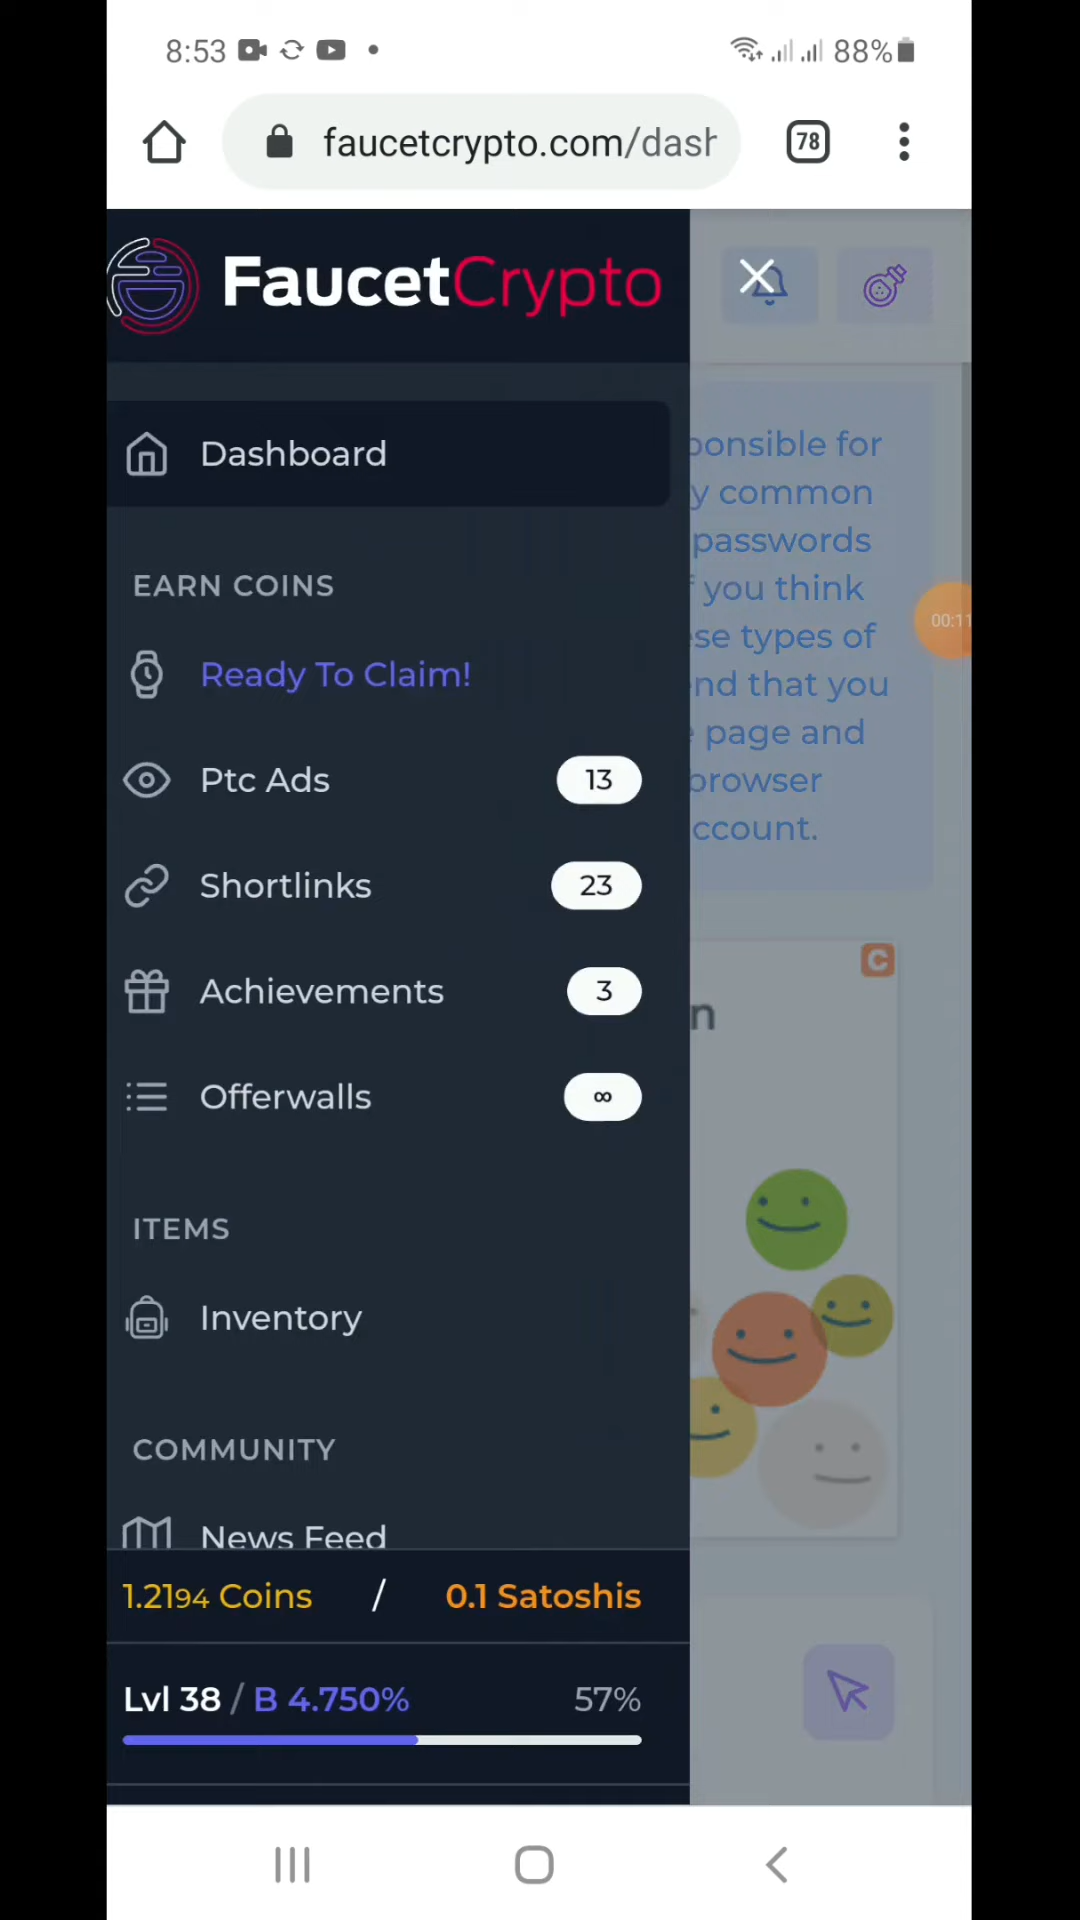 8:53
88%
faucetcrypto.com/dash
78
FaucetCrypto
Dashboard
ponsible for
y common
passwords
EARN COINS
you think
00:11
se types of
Ready To Claim!
nd that you
page and
Ptc Ads 13
browser
ccount.
Shortlinks 23
C
Achievements 3
n
Offerwalls ∞
ITEMS
Inventory
COMMUNITY
News Feed
1.2194 Coins / 0.1 Satoshis
Lvl 38 / B 4.750% 57%